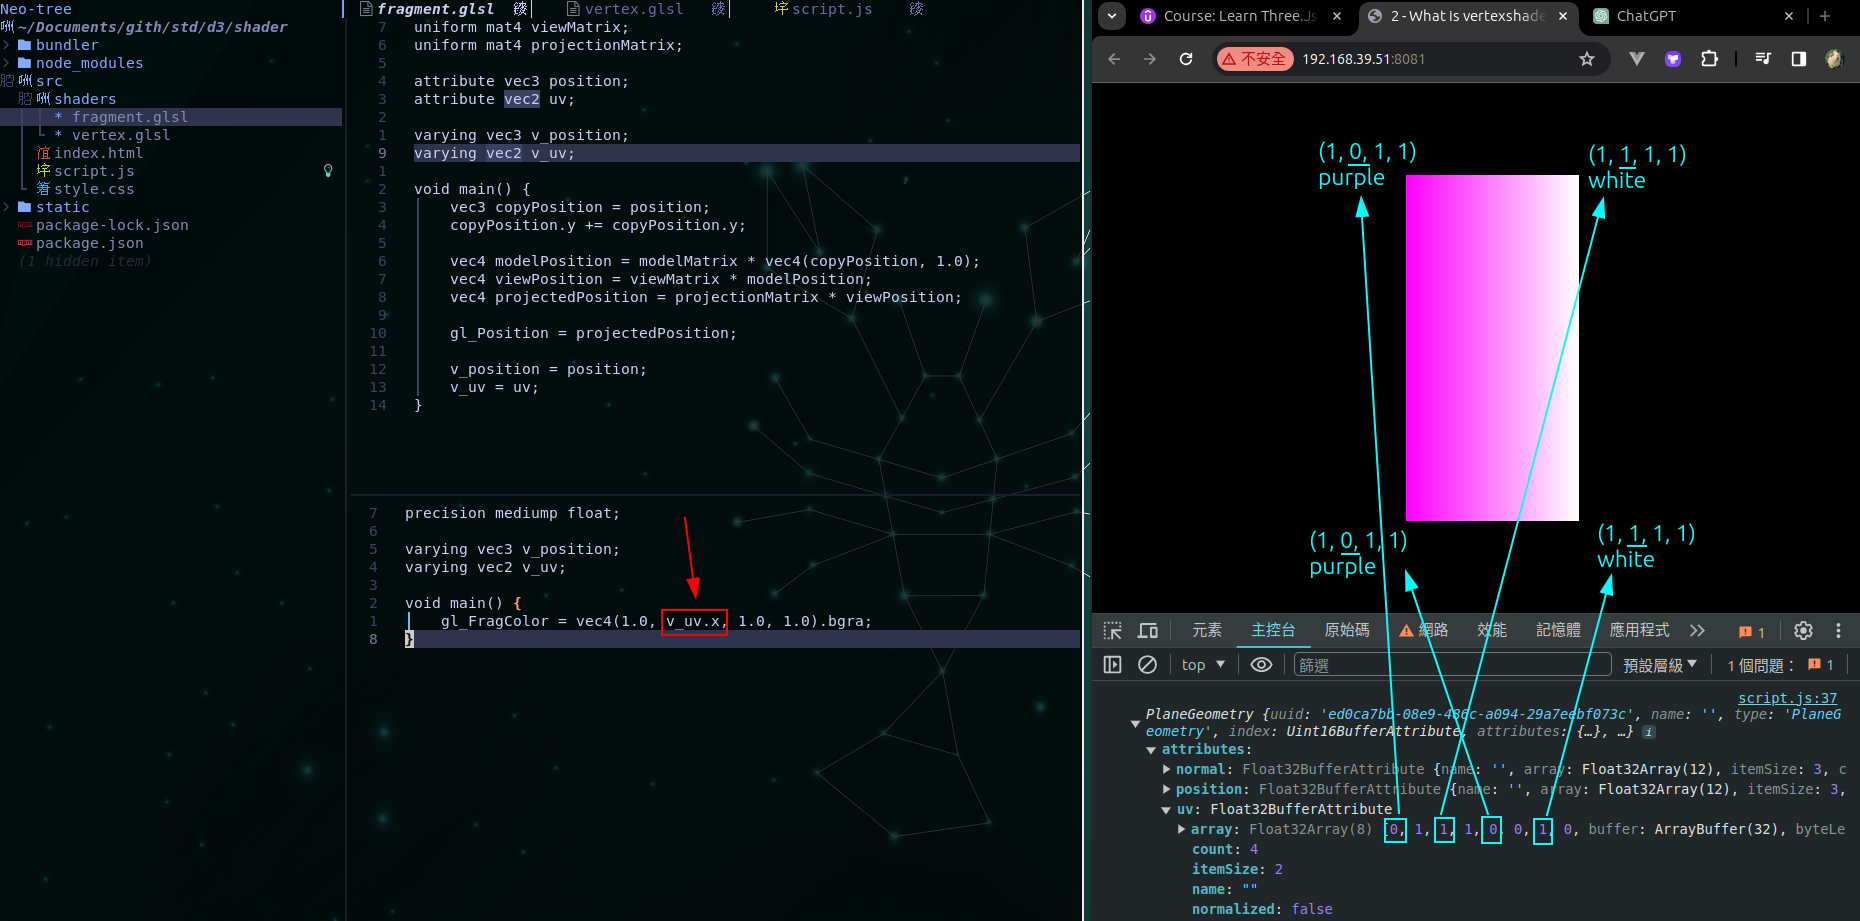 Neo-tree
~/Documents/gith/std/d3/shader
bundler
node_modules
src
shaders
* fragment.glsl
* vertex.glsl
index.html
script.js
style.css
static
package-lock.json
package.json
(1 hidden item)
fragment.glsl vertex.glsl script.js
7 uniform mat4 viewMatrix;
6 uniform mat4 projectionMatrix;
5
4 attribute vec3 position;
3 attribute vec2 uv;
2
1 varying vec3 v_position;
9 varying vec2 v_uv;
1
2 void main() {
3 vec3 copyPosition = position;
4 copyPosition.y += copyPosition.y;
5
6 vec4 modelPosition = modelMatrix * vec4(copyPosition, 1.0);
7 vec4 viewPosition = viewMatrix * modelPosition;
8 vec4 projectedPosition = projectionMatrix * viewPosition;
9
10 gl_Position = projectedPosition;
11
12 v_position = position;
13 v_uv = uv;
14 }
7 precision mediump float;
6
5 varying vec3 v_position;
4 varying vec2 v_uv;
3
2 void main() {
1 gl_FragColor = vec4(1.0, v_uv.x, 1.0, 1.0).bgra;
8 }
Course: Learn Three.Js
2 - What is vertexshade
ChatGPT
不安全 192.168.39.51:8081
(1, 0, 1, 1)
purple
(1, 1, 1, 1)
white
(1, 0, 1, 1)
purple
(1, 1, 1, 1)
white
元素 主控台 原始碼 網路 效能 記憶體 應用程式 1
top 篩選 預設層級 1 個問題： 1
script.js:37
PlaneGeometry {uuid: 'ed0ca7bb-08e9-486c-a094-29a7eebf073c', name: '', type: 'PlaneG
eometry', index: Uint16BufferAttribute, attributes: {…}, …} i
attributes:
normal: Float32BufferAttribute {name: '', array: Float32Array(12), itemSize: 3, c
position: Float32BufferAttribute {name: '', array: Float32Array(12), itemSize: 3,
uv: Float32BufferAttribute
array: Float32Array(8) [0, 1, 1, 1, 0, 0, 1, 0, buffer: ArrayBuffer(32), byteLe
count: 4
itemSize: 2
name: ""
normalized: false